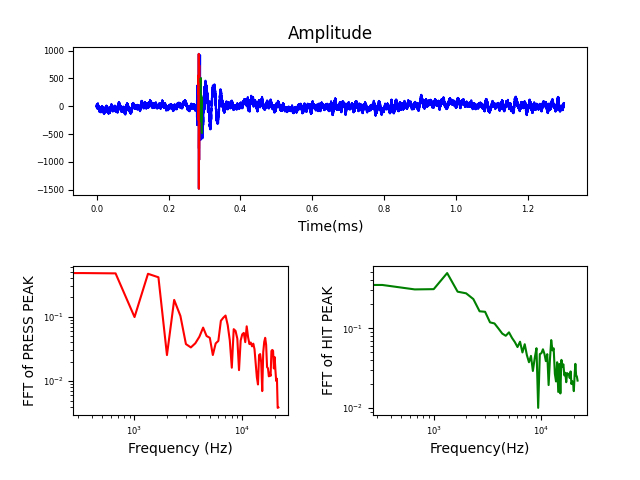 Amplitude
1000
500
0
−500
−1000
−1500
0.0 0.2 0.4 0.6 0.8 1.0 1.2
Time(ms)
FFT of PRESS PEAK
10⁻¹
10⁻²
10³ 10⁴
Frequency (Hz)
FFT of HIT PEAK
10⁻¹
10⁻²
10³ 10⁴
Frequency(Hz)